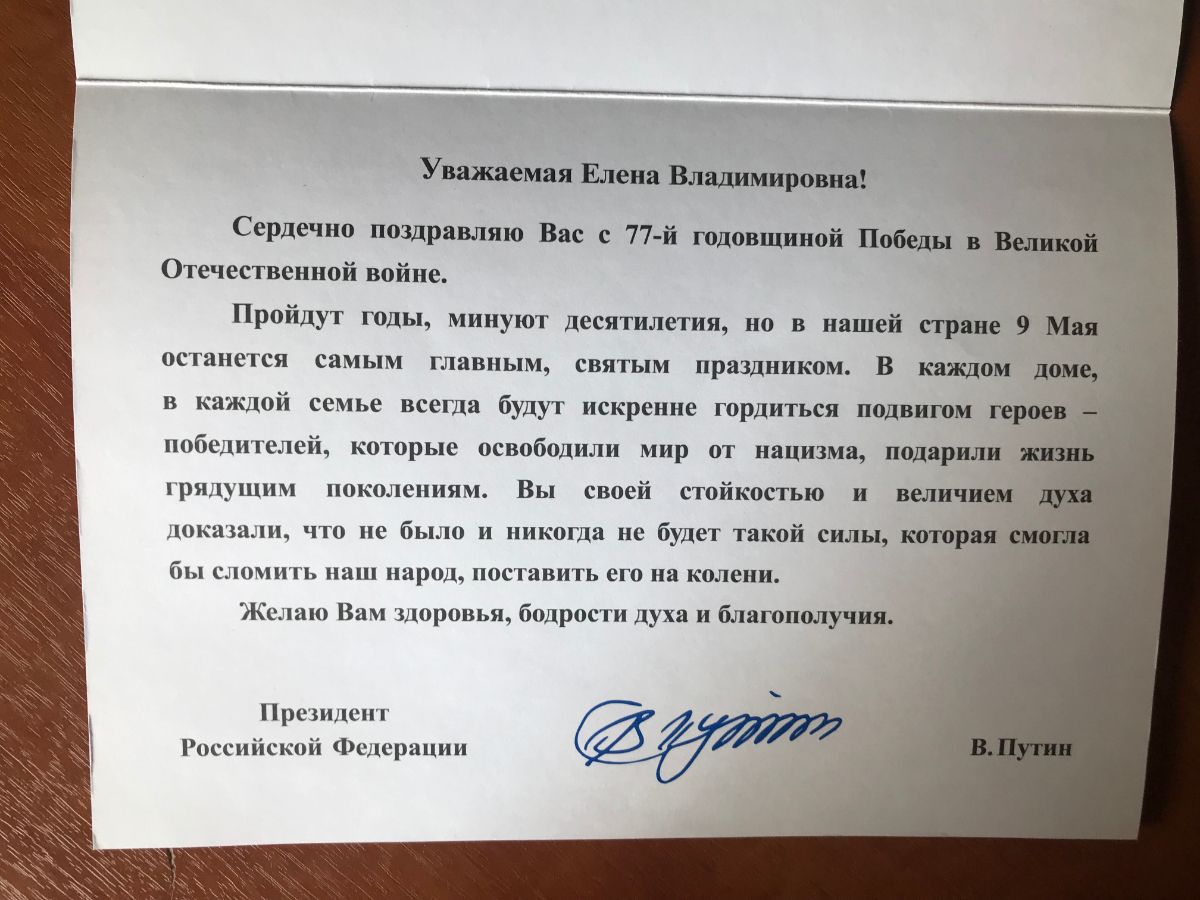 Уважаемая Елена Владимировна!
Сердечно поздравляю Вас с 77-й годовщиной Победы в Великой
Отечественной войне.
Пройдут годы, минуют десятилетия, но в нашей стране 9 Мая
останется самым главным, святым праздником. В каждом доме,
в каждой семье всегда будут искренне гордиться подвигом героев –
победителей, которые освободили мир от нацизма, подарили жизнь
грядущим поколениям. Вы своей стойкостью и величием духа
доказали, что не было и никогда не будет такой силы, которая смогла
бы сломить наш народ, поставить его на колени.
Желаю Вам здоровья, бодрости духа и благополучия.
Президент
Российской Федерации
В. Путин